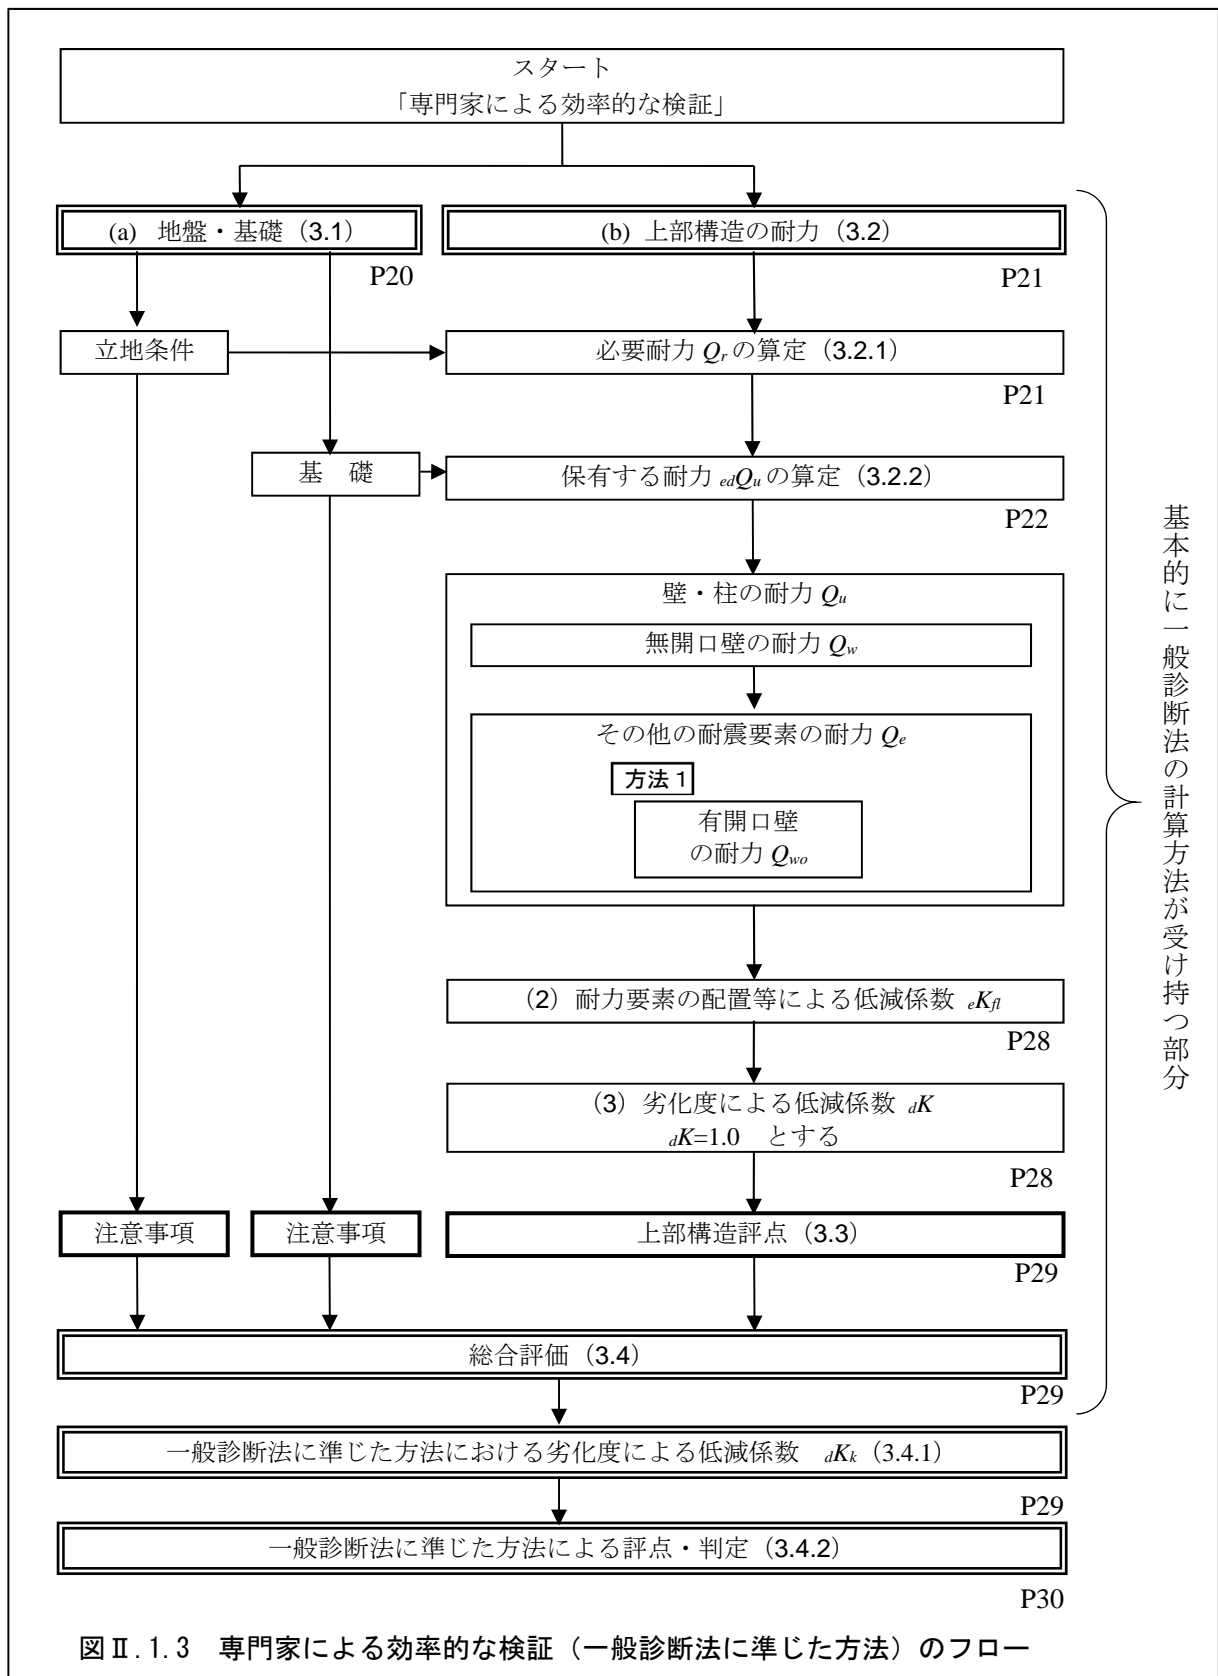 スタート
「専門家による効率的な検証」
(a) 地盤・基礎（3.1）
P20
(b) 上部構造の耐力（3.2）
P21
立地条件
必要耐力 Qr の算定（3.2.1）
P21
基　礎
保有する耐力 edQu の算定（3.2.2）
P22
壁・柱の耐力 Qu
無開口壁の耐力 Qw
その他の耐震要素の耐力 Qe
方法１
有開口壁
の耐力 Qwo
（2）耐力要素の配置等による低減係数 eKfl
P28
（3）劣化度による低減係数 dK
dK=1.0　とする
P28
注意事項
注意事項
上部構造評点（3.3）
P29
総合評価（3.4）
P29
一般診断法に準じた方法における劣化度による低減係数　dKk（3.4.1）
P29
一般診断法に準じた方法による評点・判定（3.4.2）
P30
基本的に一般診断法の計算方法が受け持つ部分
図Ⅱ.1.3　専門家による効率的な検証（一般診断法に準じた方法）のフロー